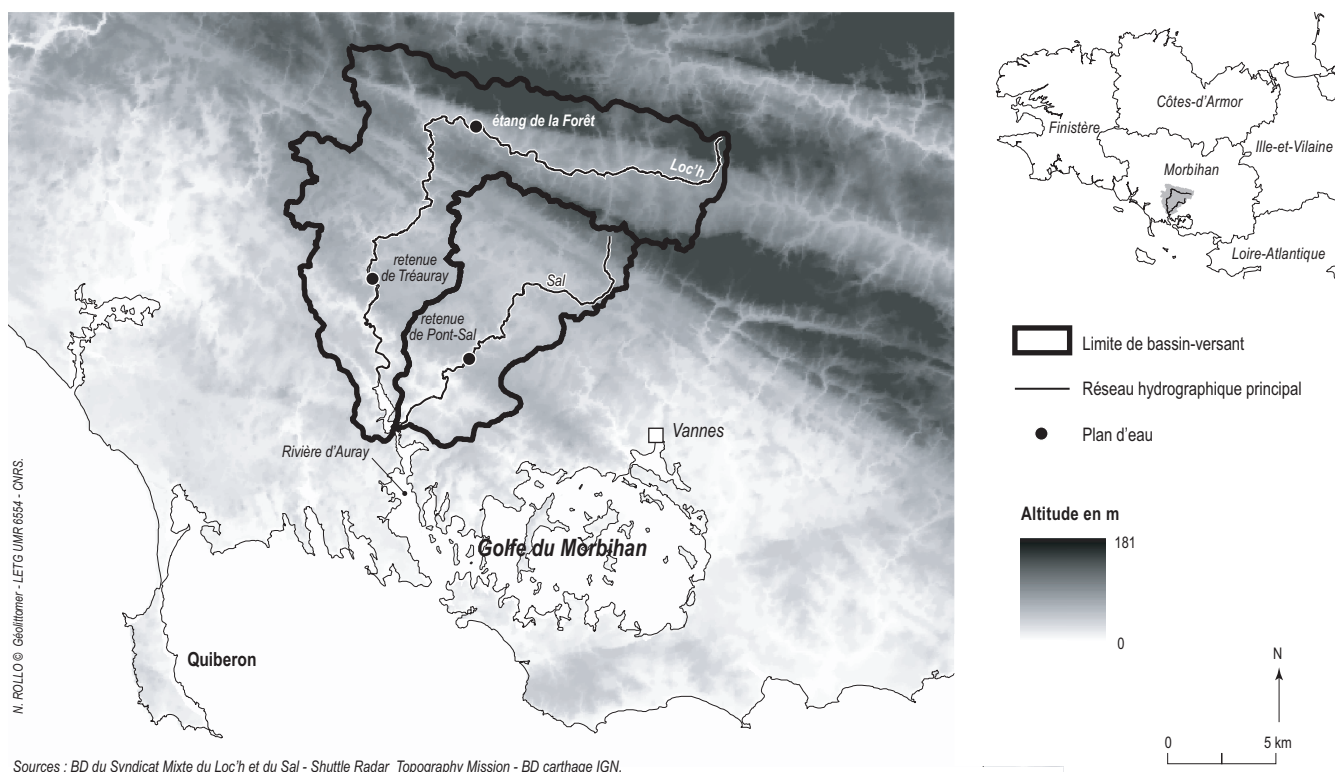 étang de la Forêt
Loc'h
retenue
de Tréauray
Sal
retenue
de Pont-Sal
Rivière d'Auray
Vannes
Golfe du Morbihan
Quiberon
N. ROLLO © Géolittomer - LETG UMR 6554 - CNRS.
Sources : BD du Syndicat Mixte du Loc'h et du Sal - Shuttle Radar Topography Mission - BD carthage IGN.
Côtes-d'Armor
Finistère
Ille-et-Vilaine
Morbihan
Loire-Atlantique
Limite de bassin-versant
Réseau hydrographique principal
Plan d'eau
Altitude en m
181
0
N
0 5 km